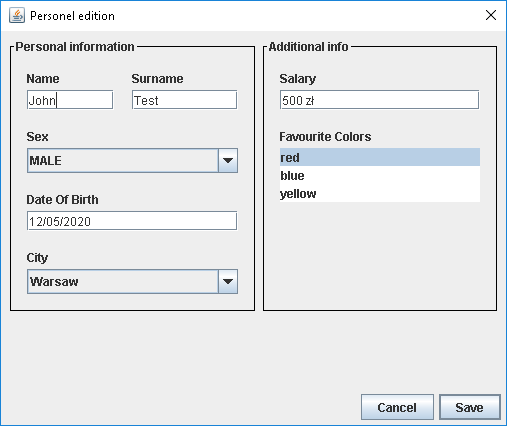 Personel edition
Personal information
Name Surname
John Test
Sex
MALE
Date Of Birth
12/05/2020
City
Warsaw
Additional info
Salary
500 zł
Favourite Colors
red
blue
yellow
Cancel Save